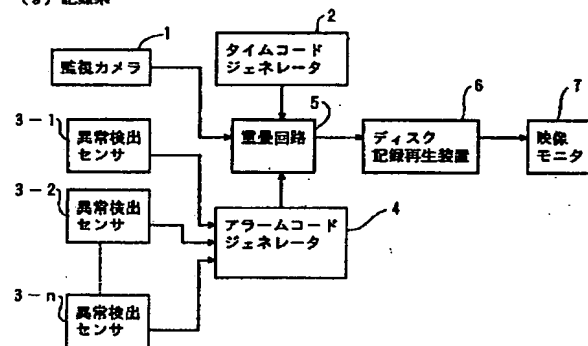 (a) 記録系
1
監視カメラ
2
タイムコード
ジェネレータ
3-1
異常検出
センサ
3-2
異常検出
センサ
3-n
異常検出
センサ
5
重畳回路
4
アラームコード
ジェネレータ
6
ディスク
記録再生装置
7
映像
モニタ